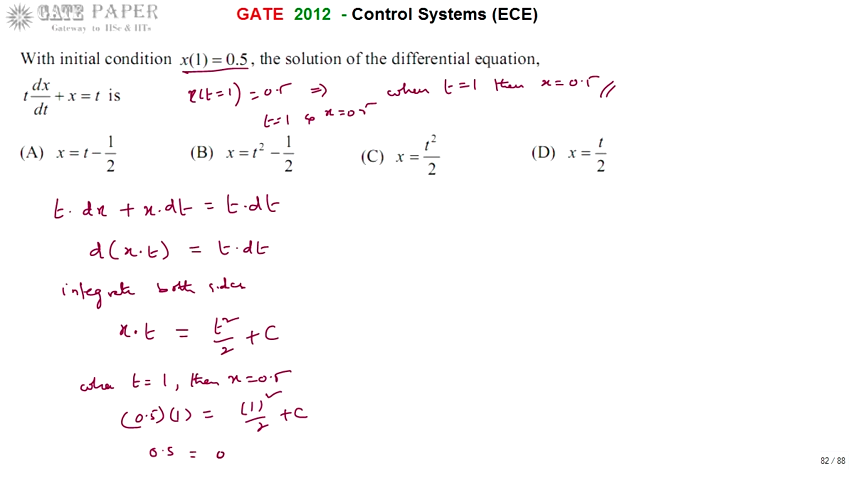 GATE PAPER
Gateway to IISc & IITs
GATE 2012 - Control Systems (ECE)
With initial condition x(1) = 0.5, the solution of the differential equation,
t dx/dt + x = t is
x(t=1) = 0.5 ⇒ when t=1 then x=0.5 //
t=1 & x=0.5
(A) x = t − 1/2 (B) x = t² − 1/2 (C) x = t²/2 (D) x = t/2
t. dx + x.dt = t.dt
d(x.t) = t.dt
integrate both sides
x.t = t²/2 + C
when t=1, then x=0.5
(0.5)(1) = (1)²/2 + C
0.5 = 0
82 / 88